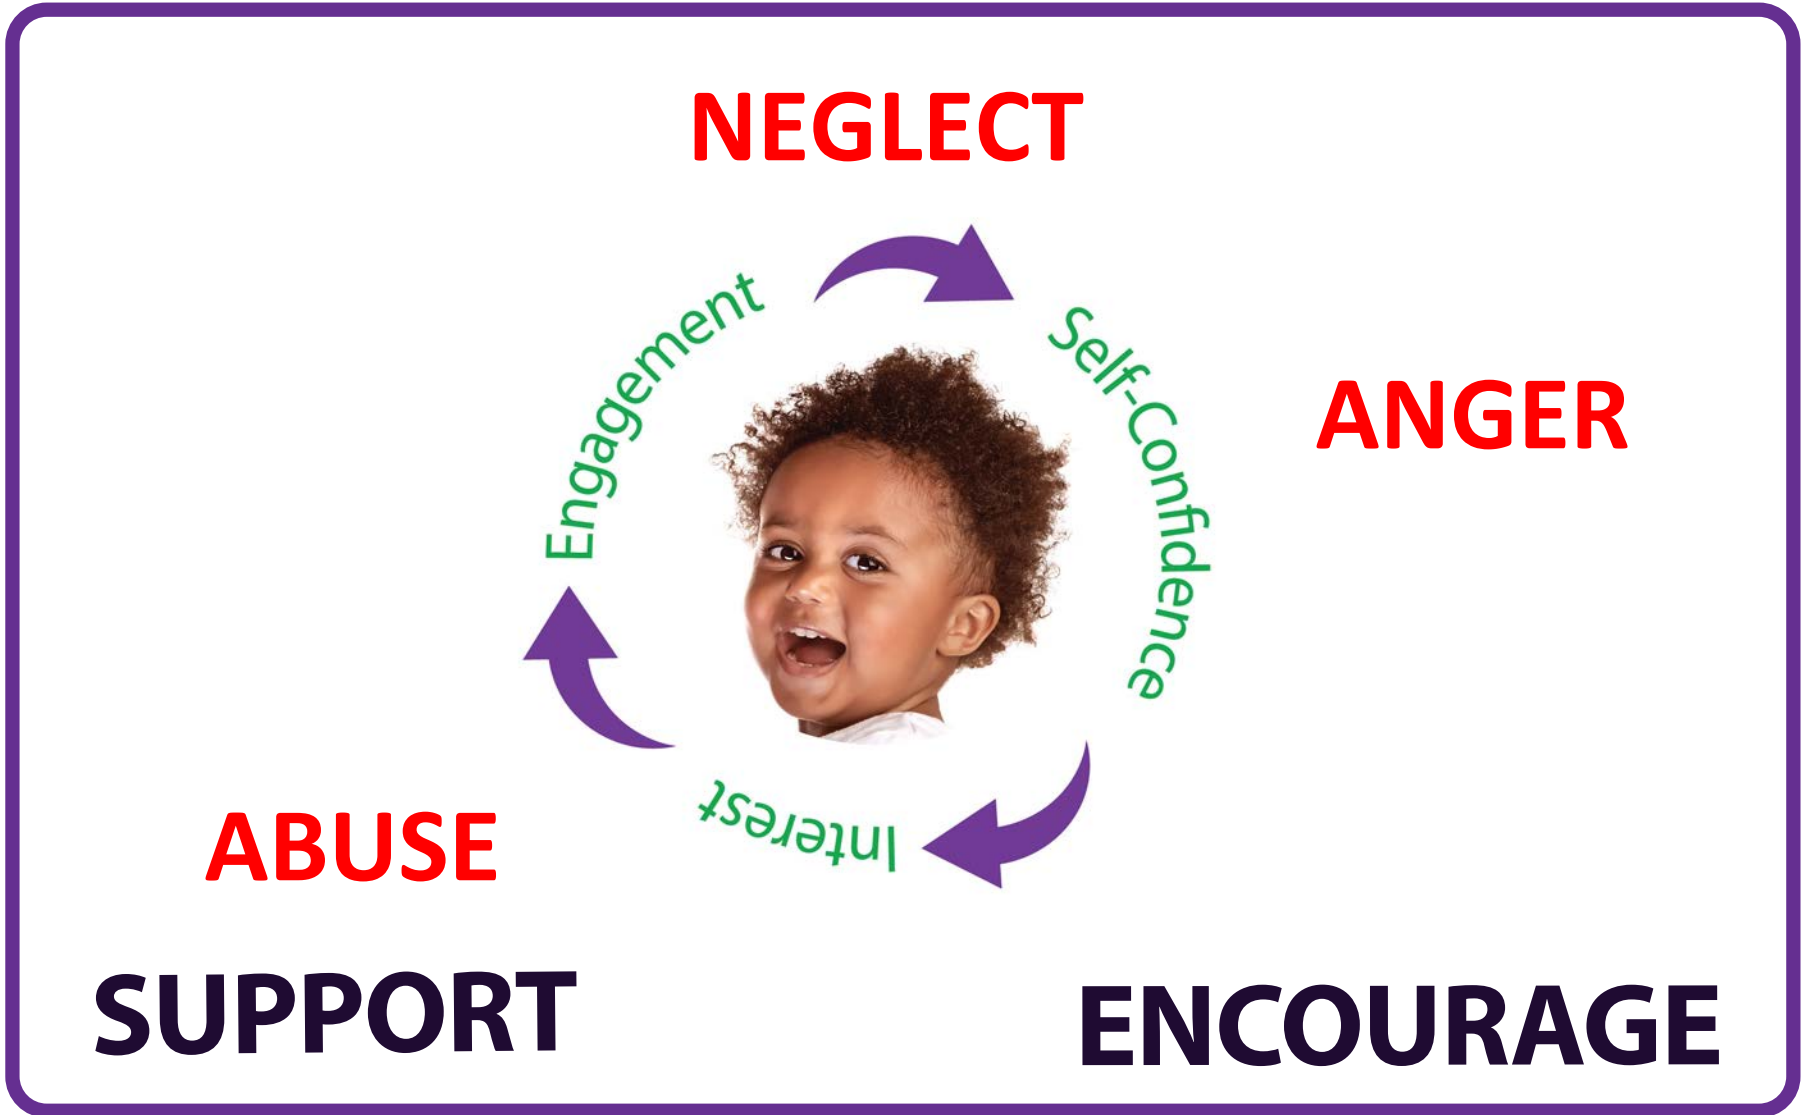 NEGLECT
Engagement
Self-Confidence
ANGER
Interest
ABUSE
SUPPORT
ENCOURAGE